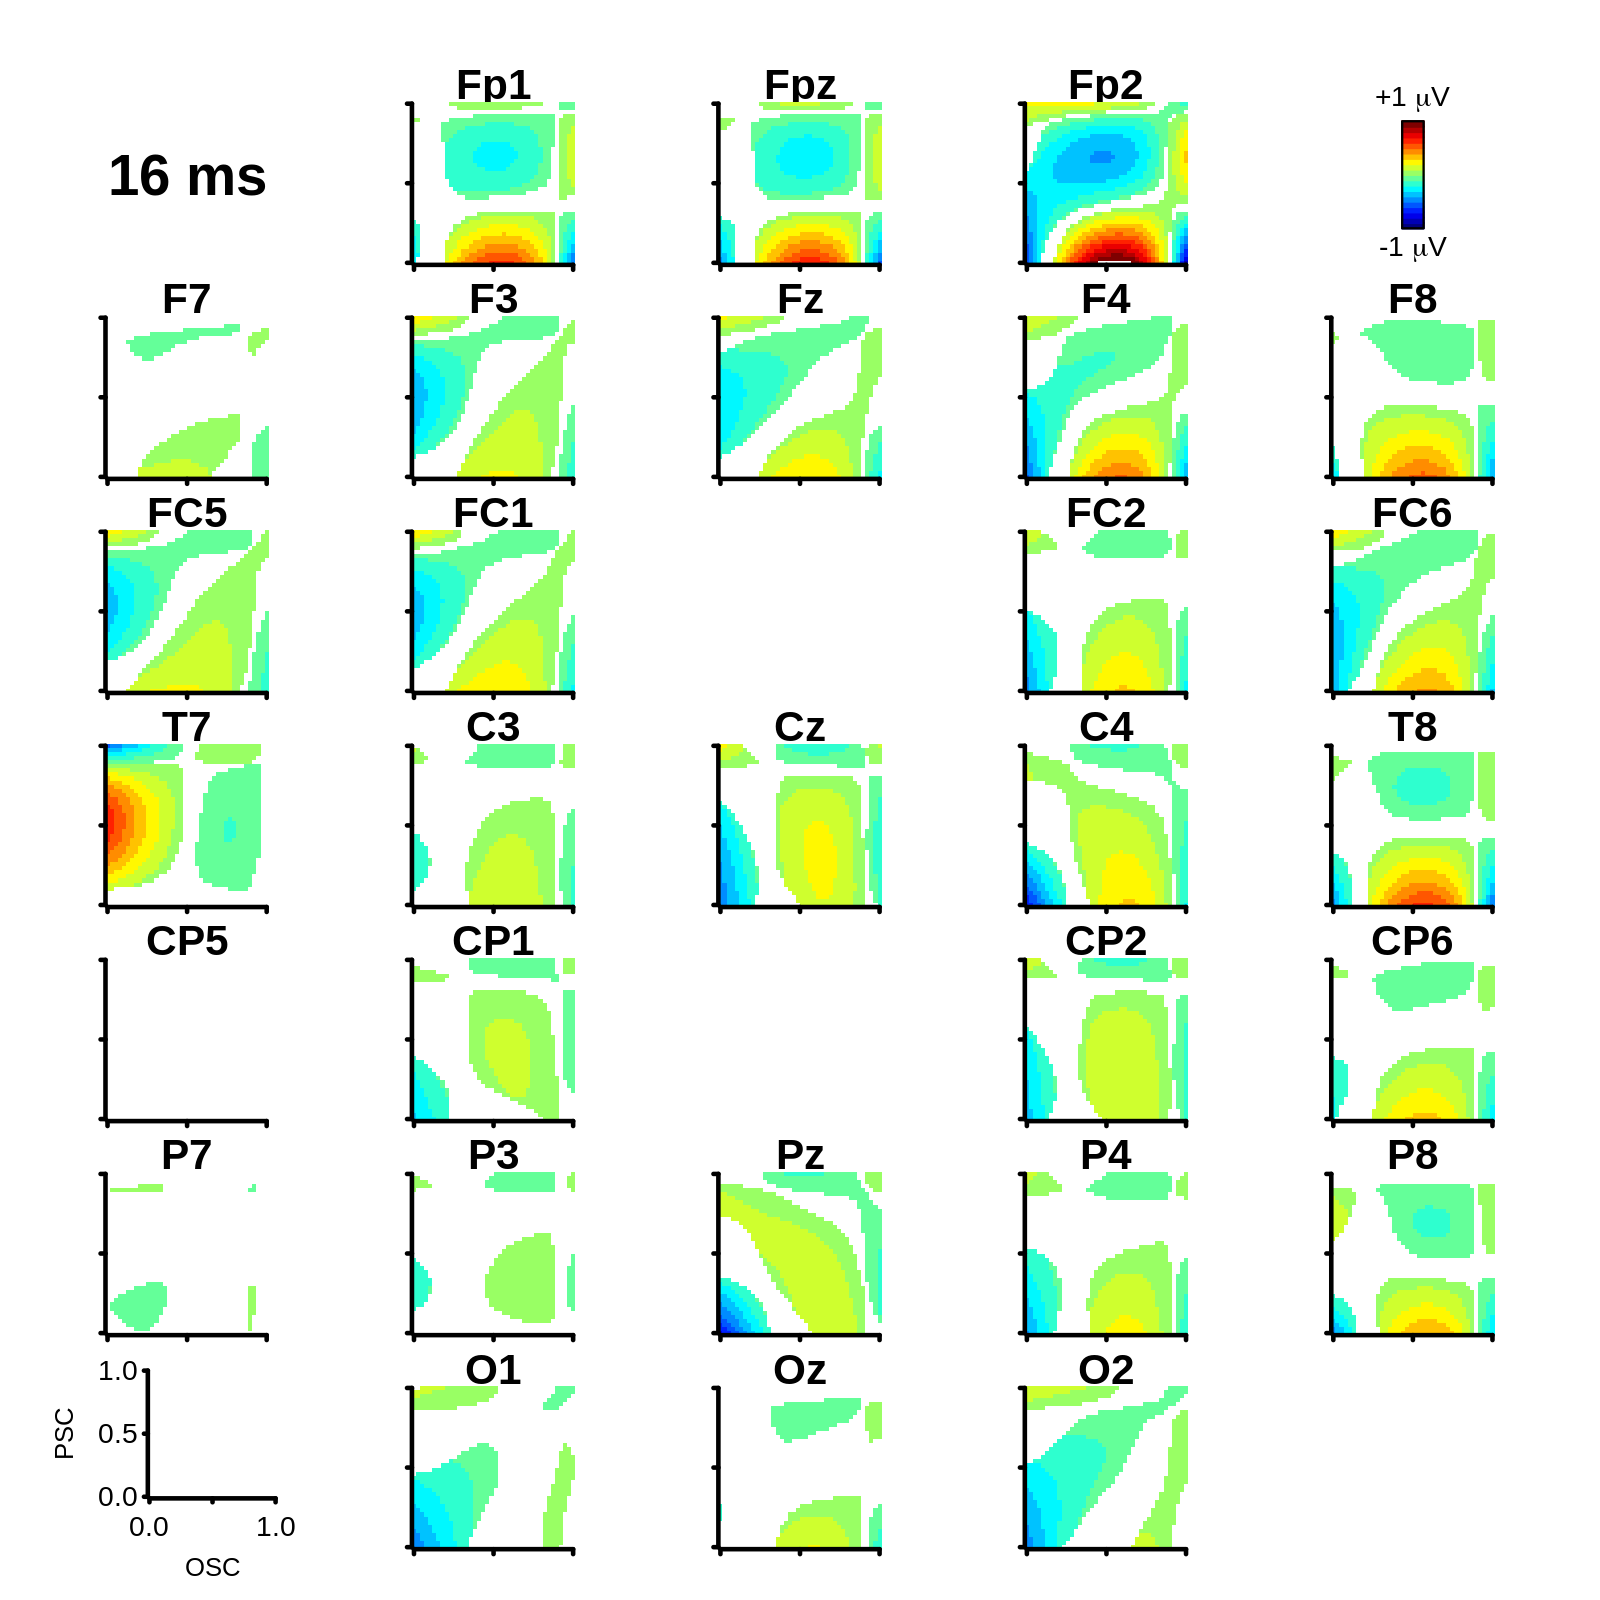 Fp1 Fpz Fp2
+1 μV
16 ms
-1 μV
F7 F3 Fz F4 F8
FC5 FC1 FC2 FC6
T7 C3 Cz C4 T8
CP5 CP1 CP2 CP6
P7 P3 Pz P4 P8
O1 Oz O2
1.0
PSC
0.5
0.0
0.0 1.0
OSC